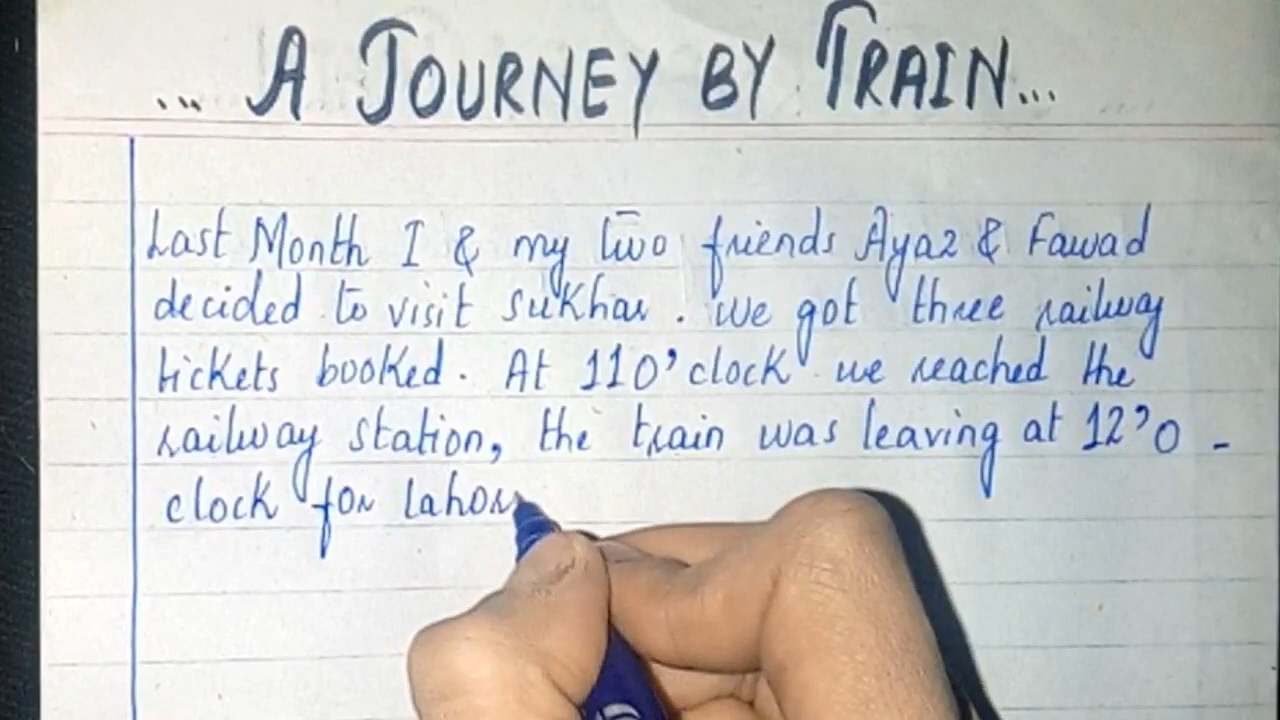 ... A JOURNEY BY TRAIN...
Last Month I & my two friends Ayaz & Fawad
decided to visit Sukhar. We got three railway
tickets booked. At 11 O'clock we reached the
railway station, the train was leaving at 12'O -
clock for Lahor